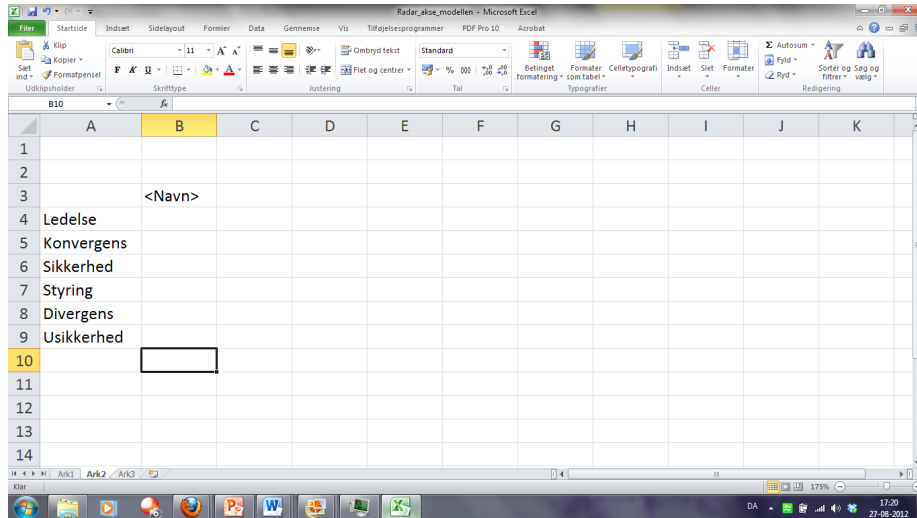 Radar_akse_modellen - Microsoft Excel
Filer Startside Indsæt Sidelayout Formler Data Gennemse Vis Tilføjelsesprogrammer PDF Pro 10 Acrobat
Sæt ind
Klip
Kopier
Formatpensel
Udklipsholder
Calibri 11
F K U
Skrifttype
Ombryd tekst
Flet og centrer
Justering
Standard
% 000
Tal
Betinget formatering
Formater som tabel
Celletypografi
Typografier
Indsæt Slet Formater
Celler
Σ Autosum
Fyld
Ryd
Sorter og filtrer
Søg og vælg
Redigering
B10 fx
A B C D E F G H I J K
1
2
3 <Navn>
4 Ledelse
5 Konvergens
6 Sikkerhed
7 Styring
8 Divergens
9 Usikkerhed
10
11
12
13
14
Ark1 Ark2 Ark3
Klar 175%
DA 17:20
27-08-2012